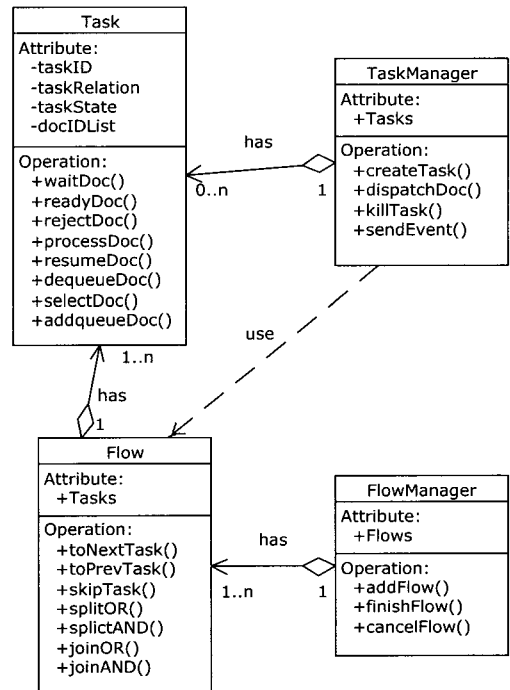 Task
Attribute:
-taskID
-taskRelation
-taskState
-docIDList
Operation:
+waitDoc()
+readyDoc()
+rejectDoc()
+processDoc()
+resumeDoc()
+dequeueDoc()
+selectDoc()
+addqueueDoc()
TaskManager
Attribute:
+Tasks
Operation:
+createTask()
+dispatchDoc()
+killTask()
+sendEvent()
has
0..n
1
use
1..n
has
1
Flow
Attribute:
+Tasks
Operation:
+toNextTask()
+toPrevTask()
+skipTask()
+splitOR()
+splictAND()
+joinOR()
+joinAND()
has
1..n
1
FlowManager
Attribute:
+Flows
Operation:
+addFlow()
+finishFlow()
+cancelFlow()